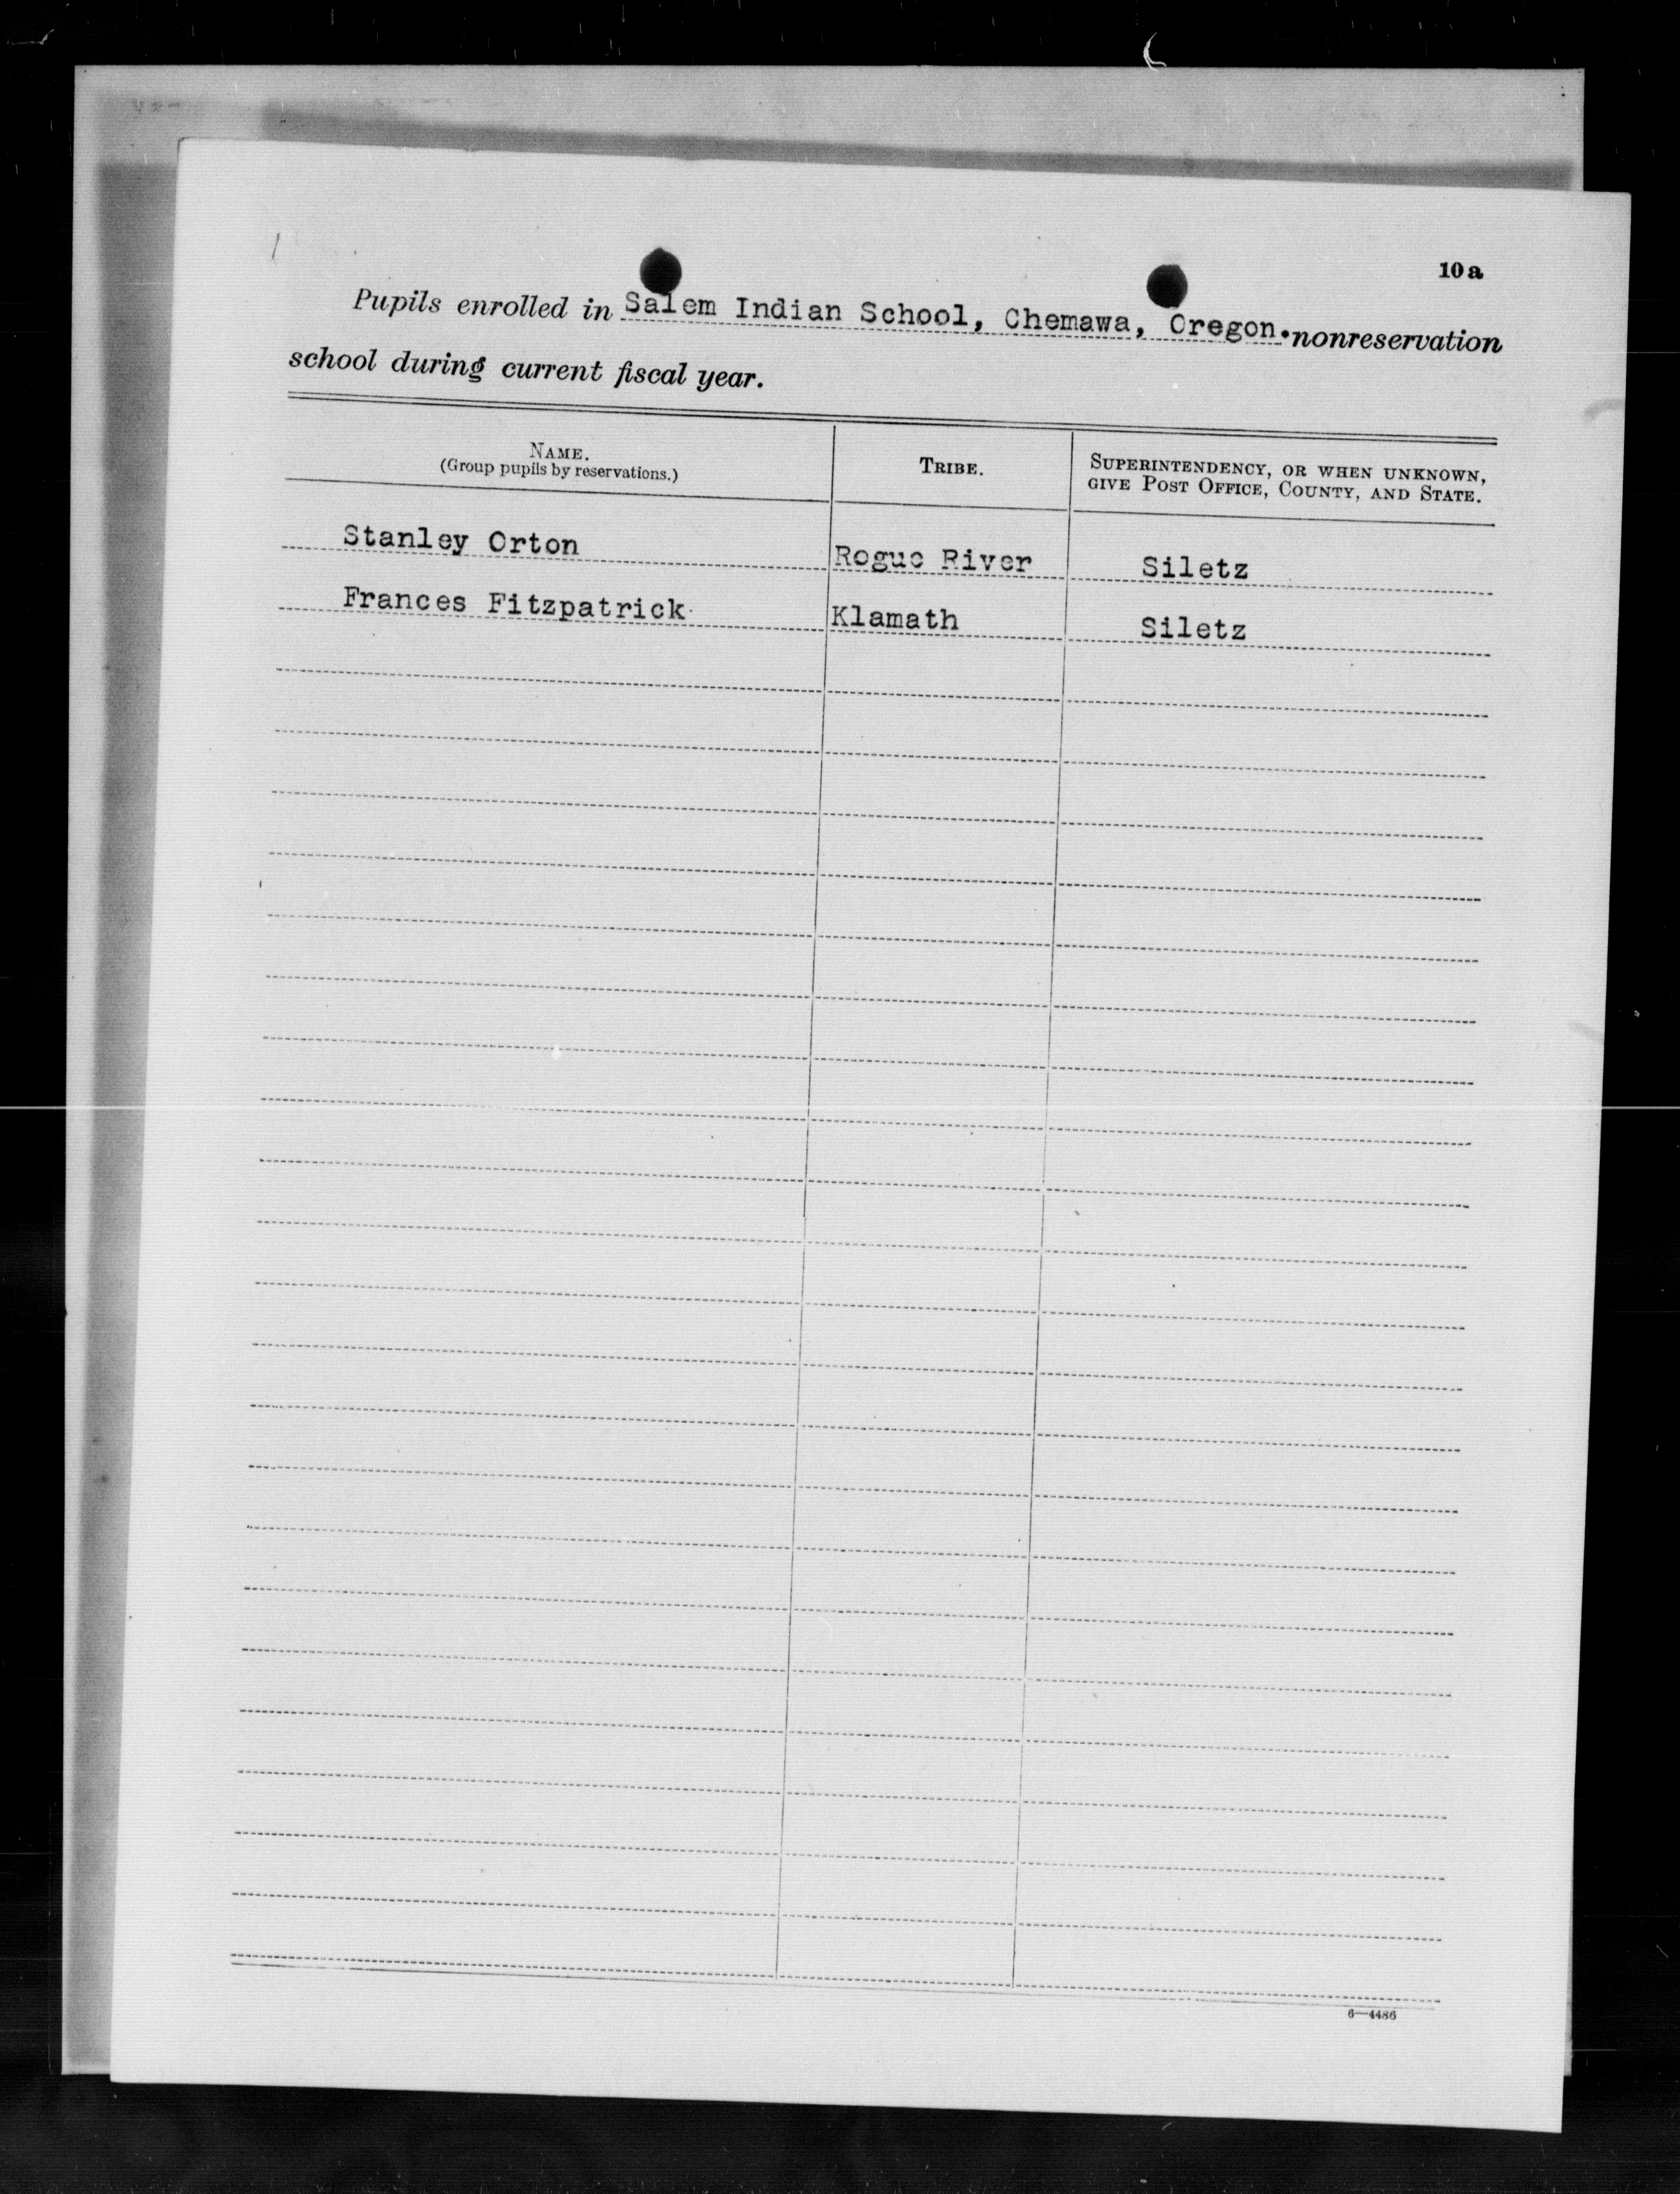 10a
Pupils enrolled in Salem Indian School, Chemawa, Oregon. nonreservation
school during current fiscal year.
NAME.
(Group pupils by reservations.)
TRIBE.
SUPERINTENDENCY, OR WHEN UNKNOWN,
GIVE POST OFFICE, COUNTY, AND STATE.
Stanley Orton Rogue River Siletz
Frances Fitzpatrick Klamath Siletz
6—4486